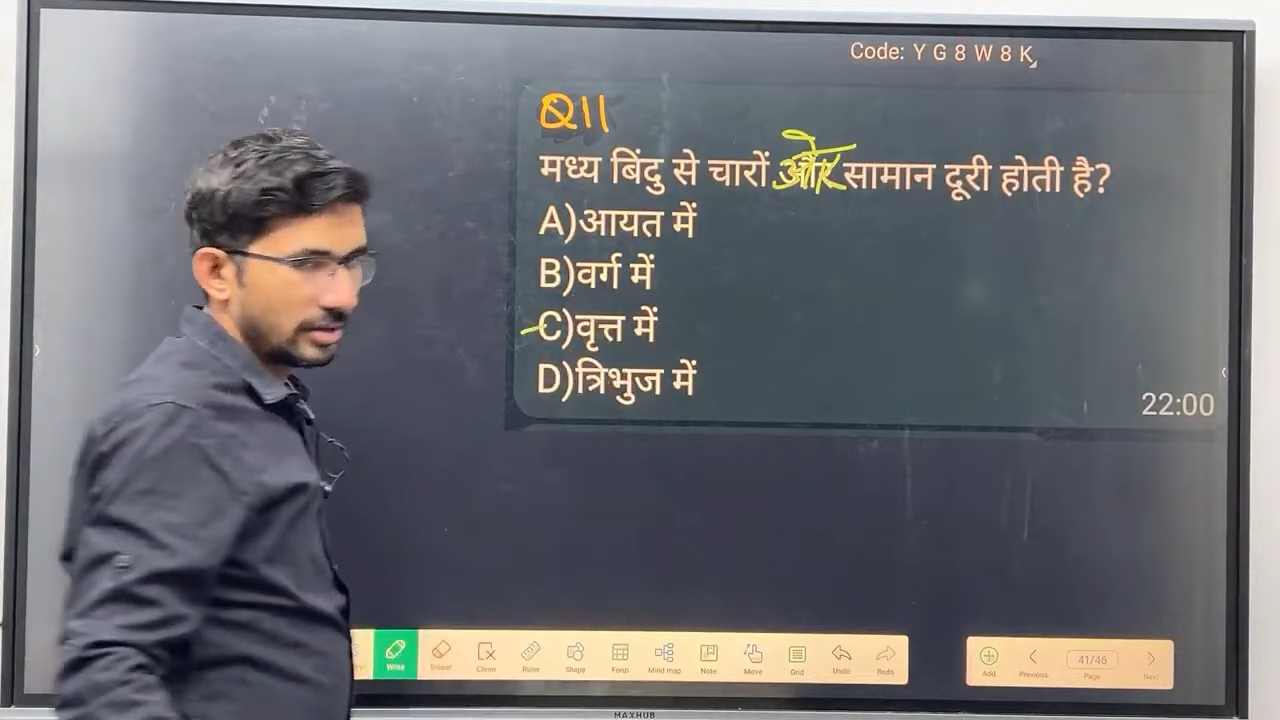 Code: Y G 8 W 8 K
Q11
मध्य बिंदु से चारों और सामान दूरी होती है?
A)आयत में
B)वर्ग में
C)वृत्त में
D)त्रिभुज में
22:00
Write Eraser Clear Ruler Shape Form Mind map Note Move Grid Undo Redo
Add Previous 41/46 Page Next
MAXHUB